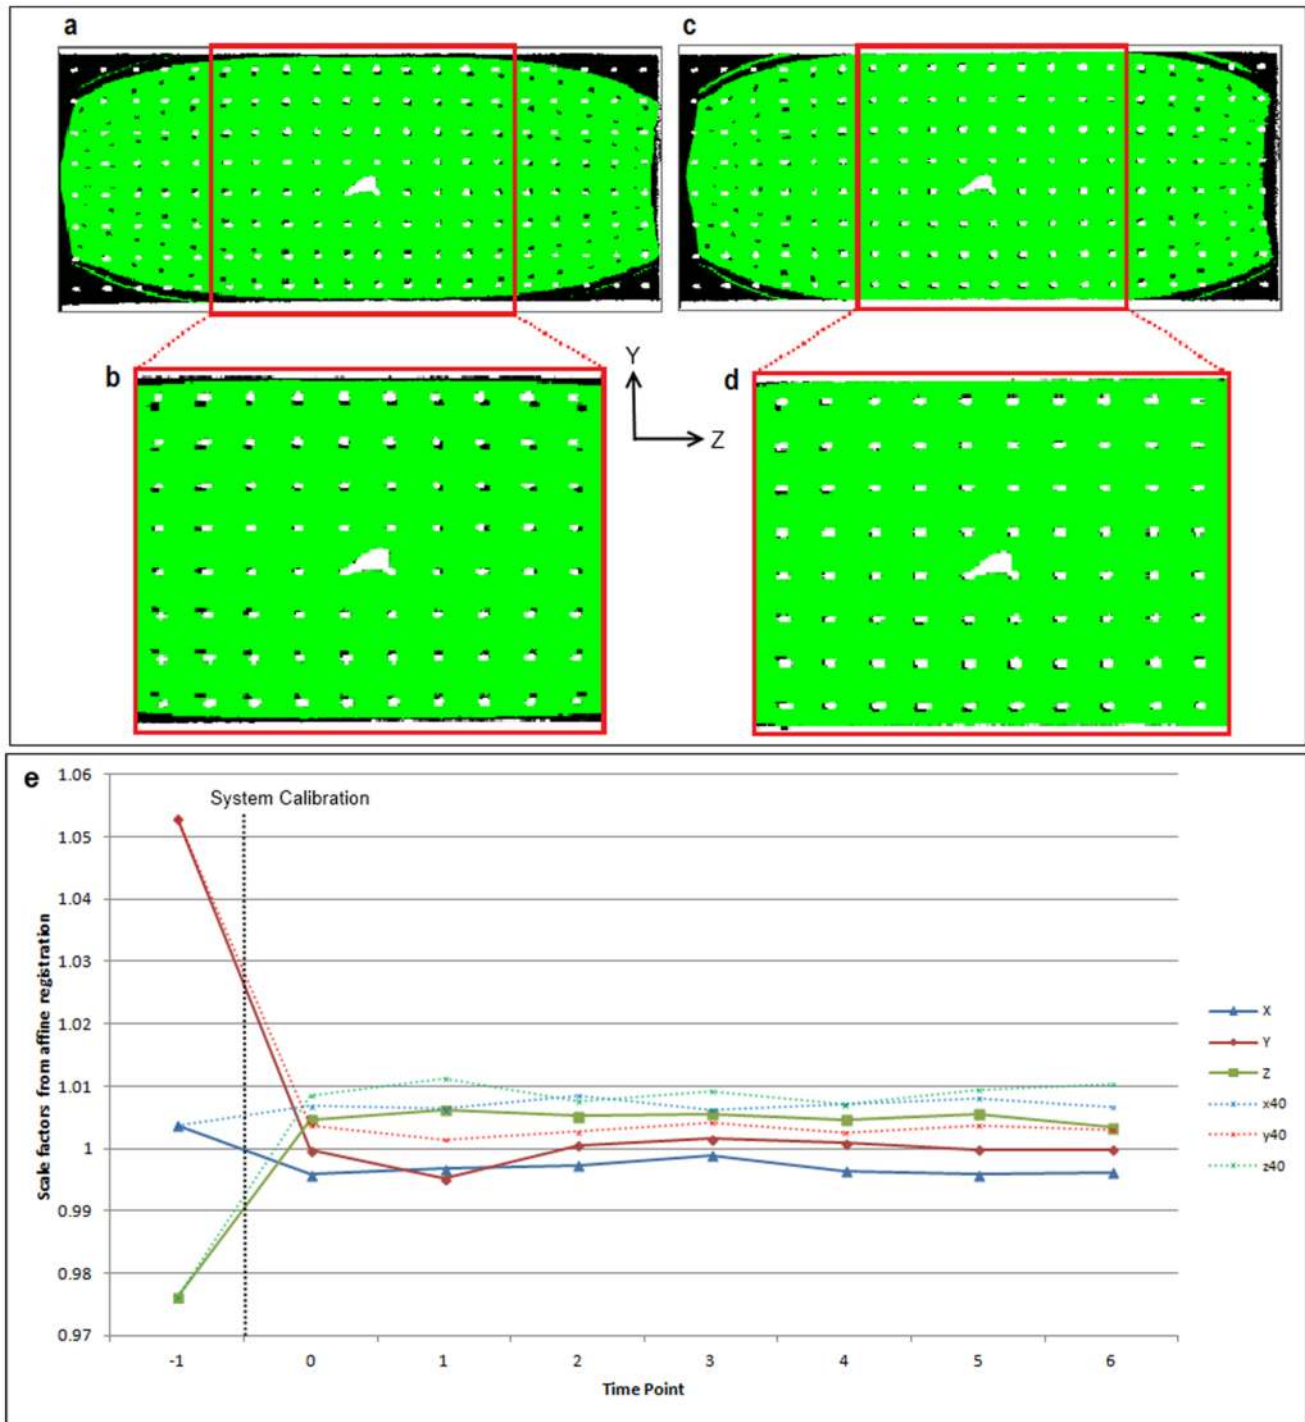 a
c
b
d
Y
Z
e
System Calibration
1.06
1.05
1.04
1.03
1.02
1.01
1
0.99
0.98
0.97
Scale factors from affine registration
-1 0 1 2 3 4 5 6
Time Point
X
Y
Z
x40
y40
z40